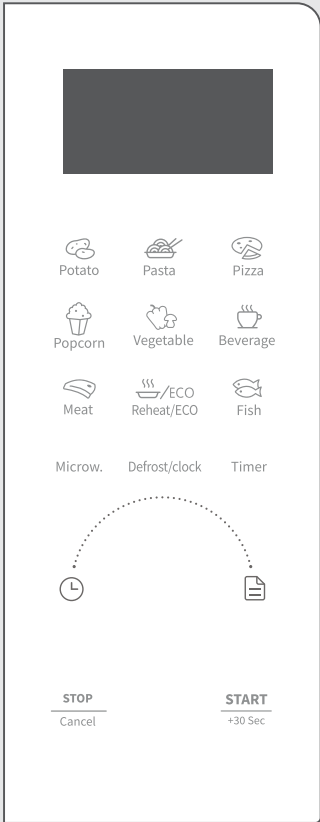 Potato Pasta Pizza
Popcorn Vegetable Beverage
/ECO
Meat Reheat/ECO Fish
Microw. Defrost/clock Timer
STOP START
Cancel +30 Sec